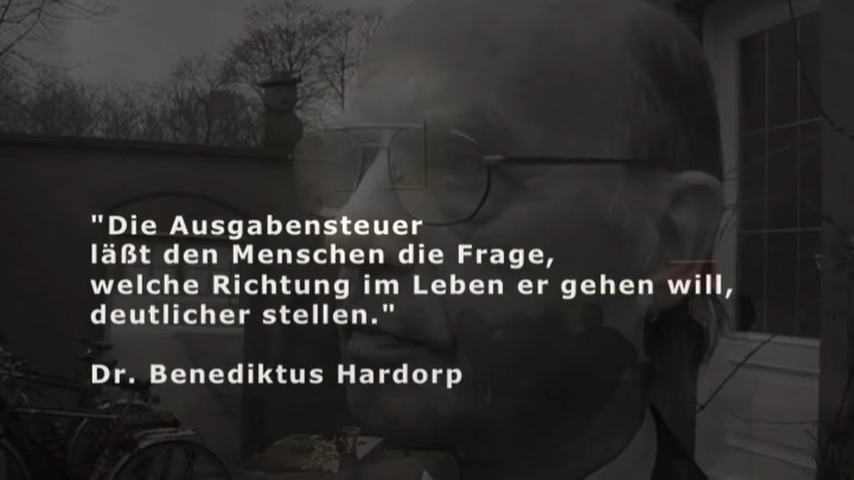 "Die Ausgabensteuer
läßt den Menschen die Frage,
welche Richtung im Leben er gehen will,
deutlicher stellen."
Dr. Benediktus Hardorp